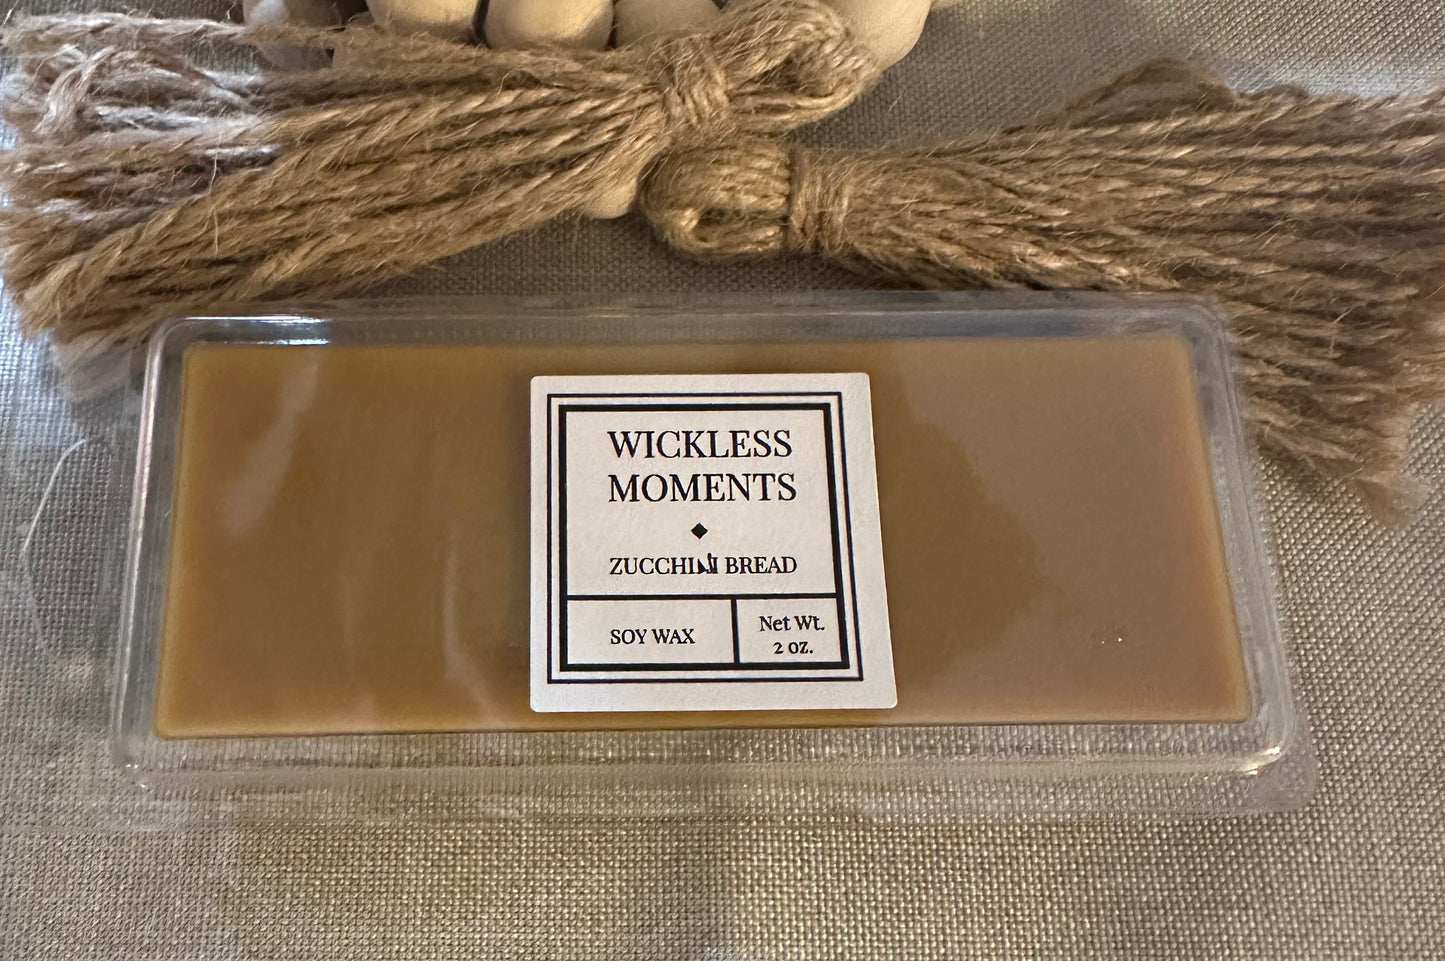 WICKLESS
MOMENTS
ZUCCHINI BREAD
SOY WAX
Net Wt.
2 oz.